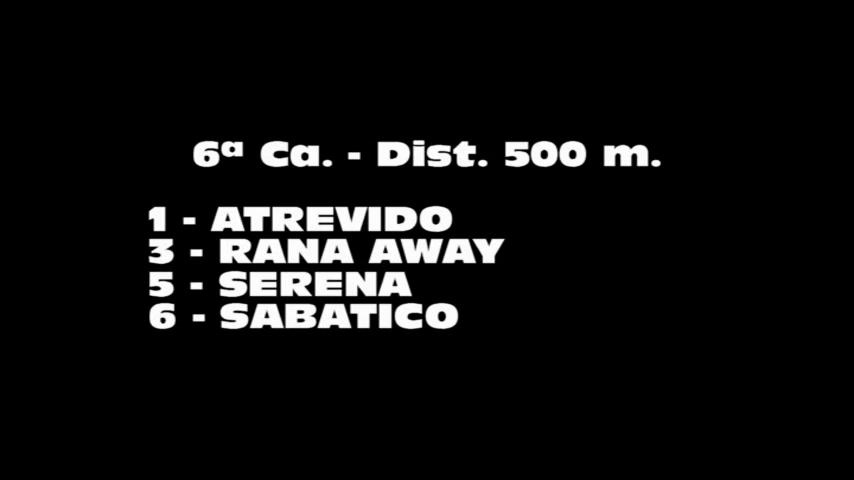 6ª Ca. - Dist. 500 m.
1 - ATREVIDO
3 - RANA AWAY
5 - SERENA
6 - SABATICO